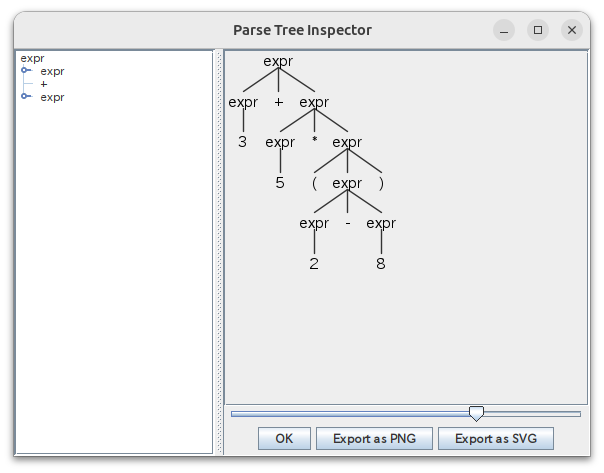 Parse Tree Inspector
expr
expr
+
expr
expr
expr + expr
3 expr * expr
5 ( expr )
expr - expr
2 8
OK Export as PNG Export as SVG